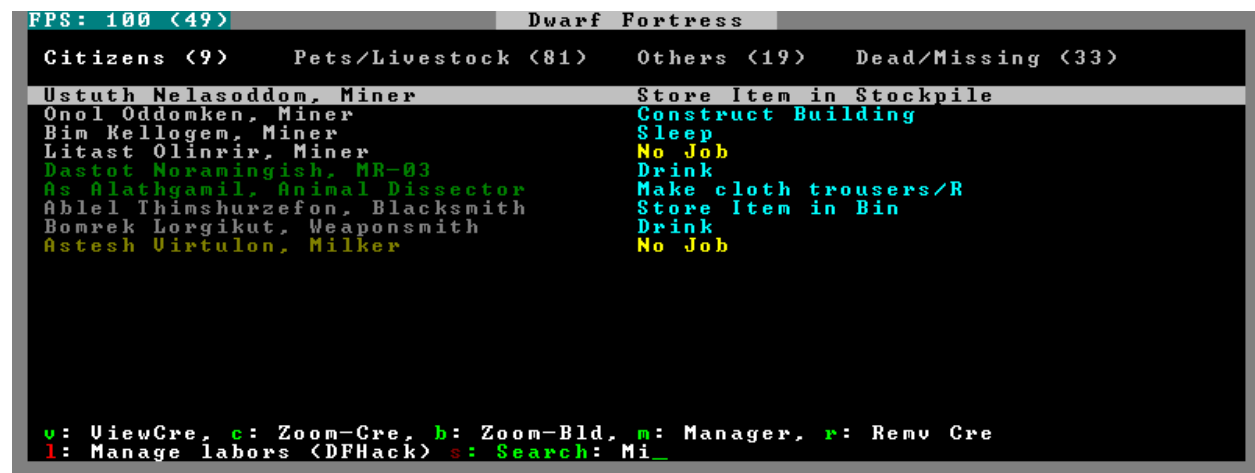 FPS: 100 (49) Dwarf Fortress
Citizens (9) Pets/Livestock (81) Others (19) Dead/Missing (33)
Ustuth Nelasoddom, Miner Store Item in Stockpile
Onol Oddomken, Miner Construct Building
Bim Kellogem, Miner Sleep
Litast Olinrir, Miner No Job
Dastot Noramingish, MR-03 Drink
As Alathgamil, Animal Dissector Make cloth trousers/R
Ablel Thimshurzefon, Blacksmith Store Item in Bin
Bomrek Lorgikut, Weaponsmith Drink
Astesh Virtulon, Milker No Job
v: ViewCre, c: Zoom-Cre, b: Zoom-Bld, m: Manager, r: Remv Cre
l: Manage labors (DFHack) s: Search: Mi_